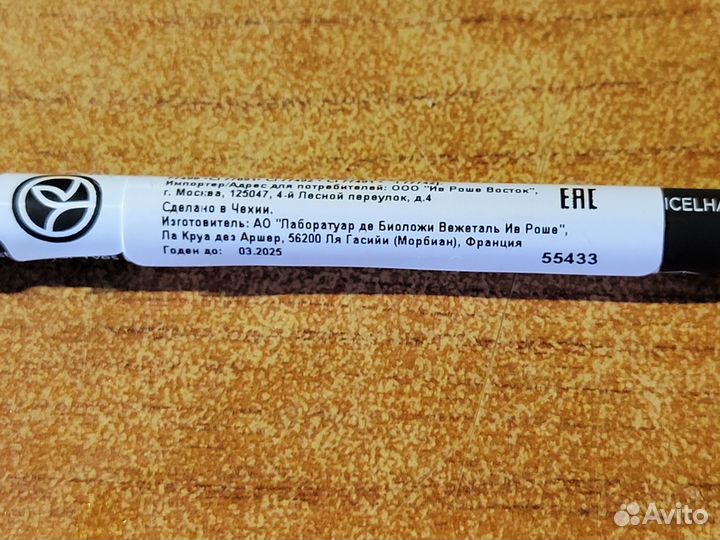 Импортер/Адрес для потребителей: ООО "Ив Роше Восток",
г. Москва, 125047, 4-й Лесной переулок, д.4
Сделано в Чехии.
Изготовитель: АО "Лаборатуар де Биоложи Вежеталь Ив Роше",
Ла Круа дез Аршер, 56200 Ля Гасийи (Морбиан), Франция
Годен до: 03.2025
55433
EAC
ICELHA
Avito